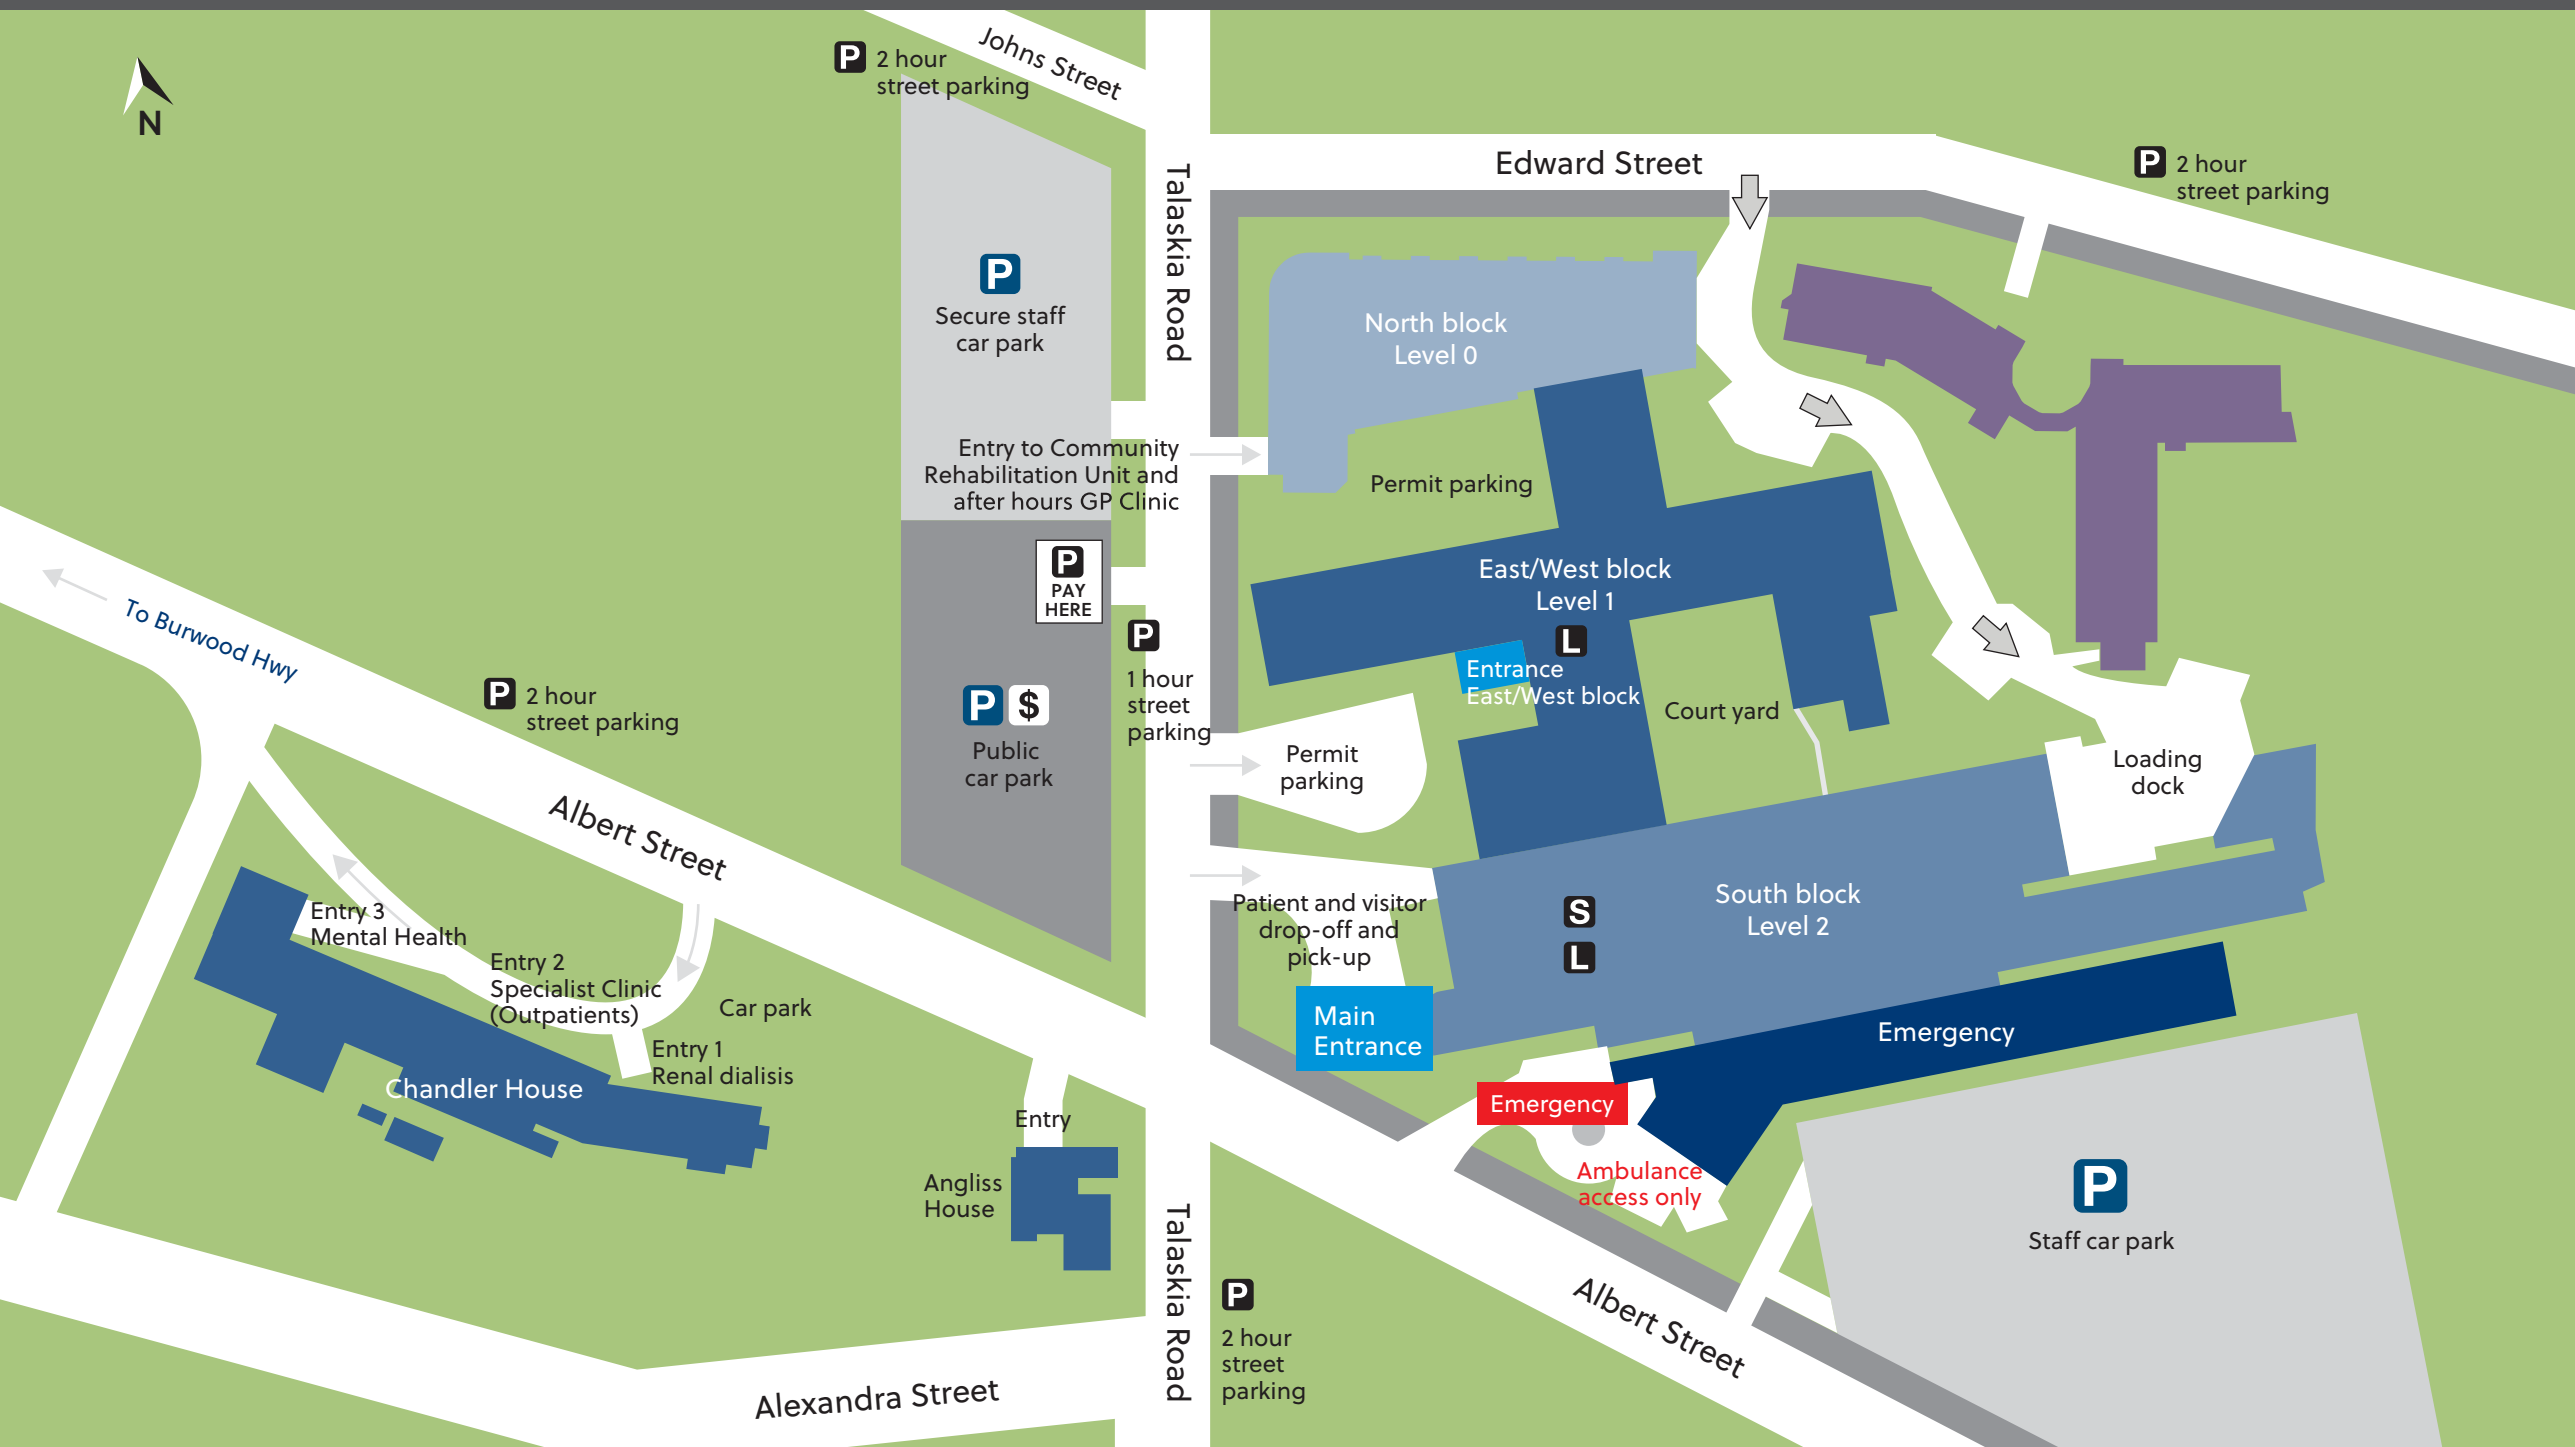 Johns Street
P 2 hour
street parking
N
Talaskia Road
Edward Street
P 2 hour
street parking
P
Secure staff
car park
North block
Level 0
Entry to Community
Rehabilitation Unit and
after hours GP Clinic
Permit parking
P
PAY
HERE
East/West block
Level 1
L
Entrance
East/West block
To Burwood Hwy
P 2 hour
street parking
P
1 hour
street
parking
P $
Public
car park
Court yard
Permit
parking
Loading
dock
Albert Street
Patient and visitor
drop-off and
pick-up
S
L
South block
Level 2
Entry 3
Mental Health
Entry 2
Specialist Clinic
(Outpatients)
Car park
Main
Entrance
Emergency
Entry 1
Renal dialisis
Chandler House
Entry
Emergency
Angliss
House
Ambulance
access only
P
Staff car park
Talaskia Road
P
2 hour
street
parking
Albert Street
Alexandra Street